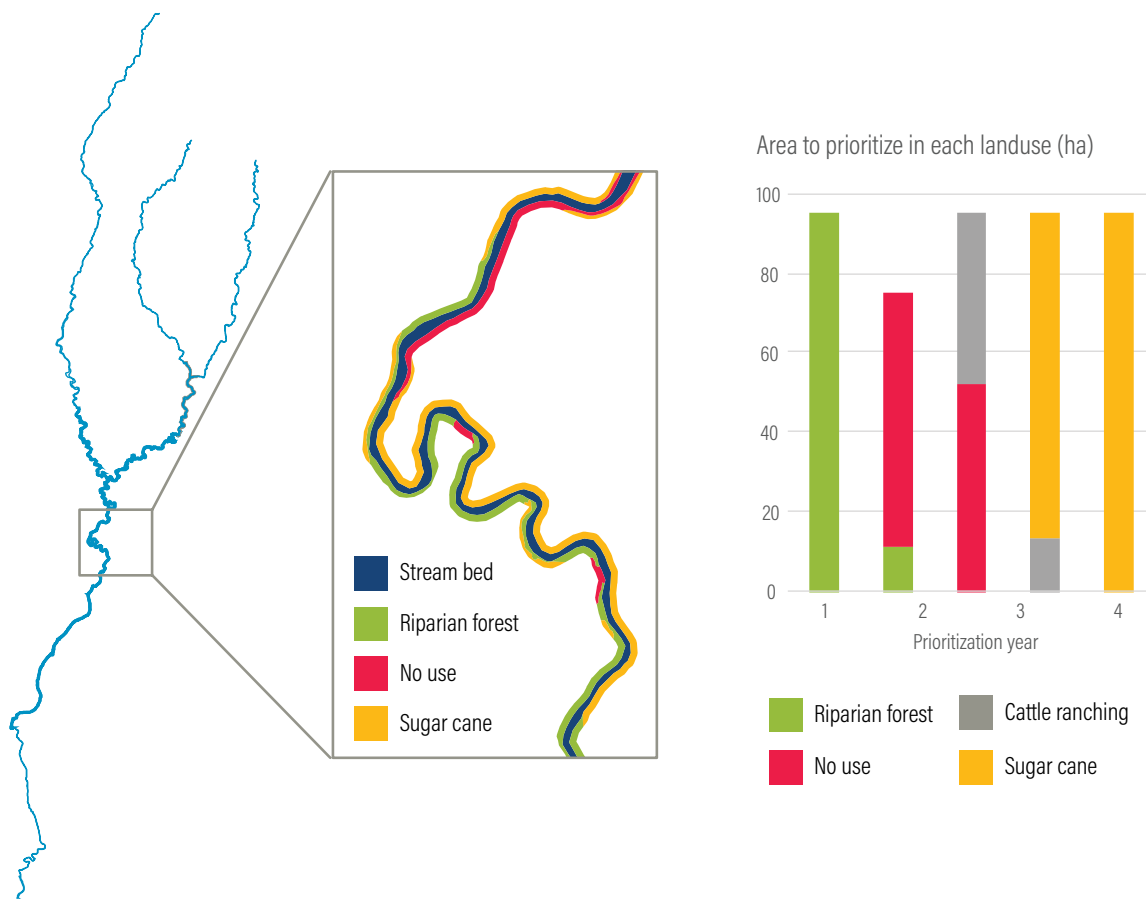 Stream bed
Riparian forest
No use
Sugar cane
Area to prioritize in each landuse (ha)
100
80
60
40
20
0
1 2 3 4
Prioritization year
Riparian forest
Cattle ranching
No use
Sugar cane